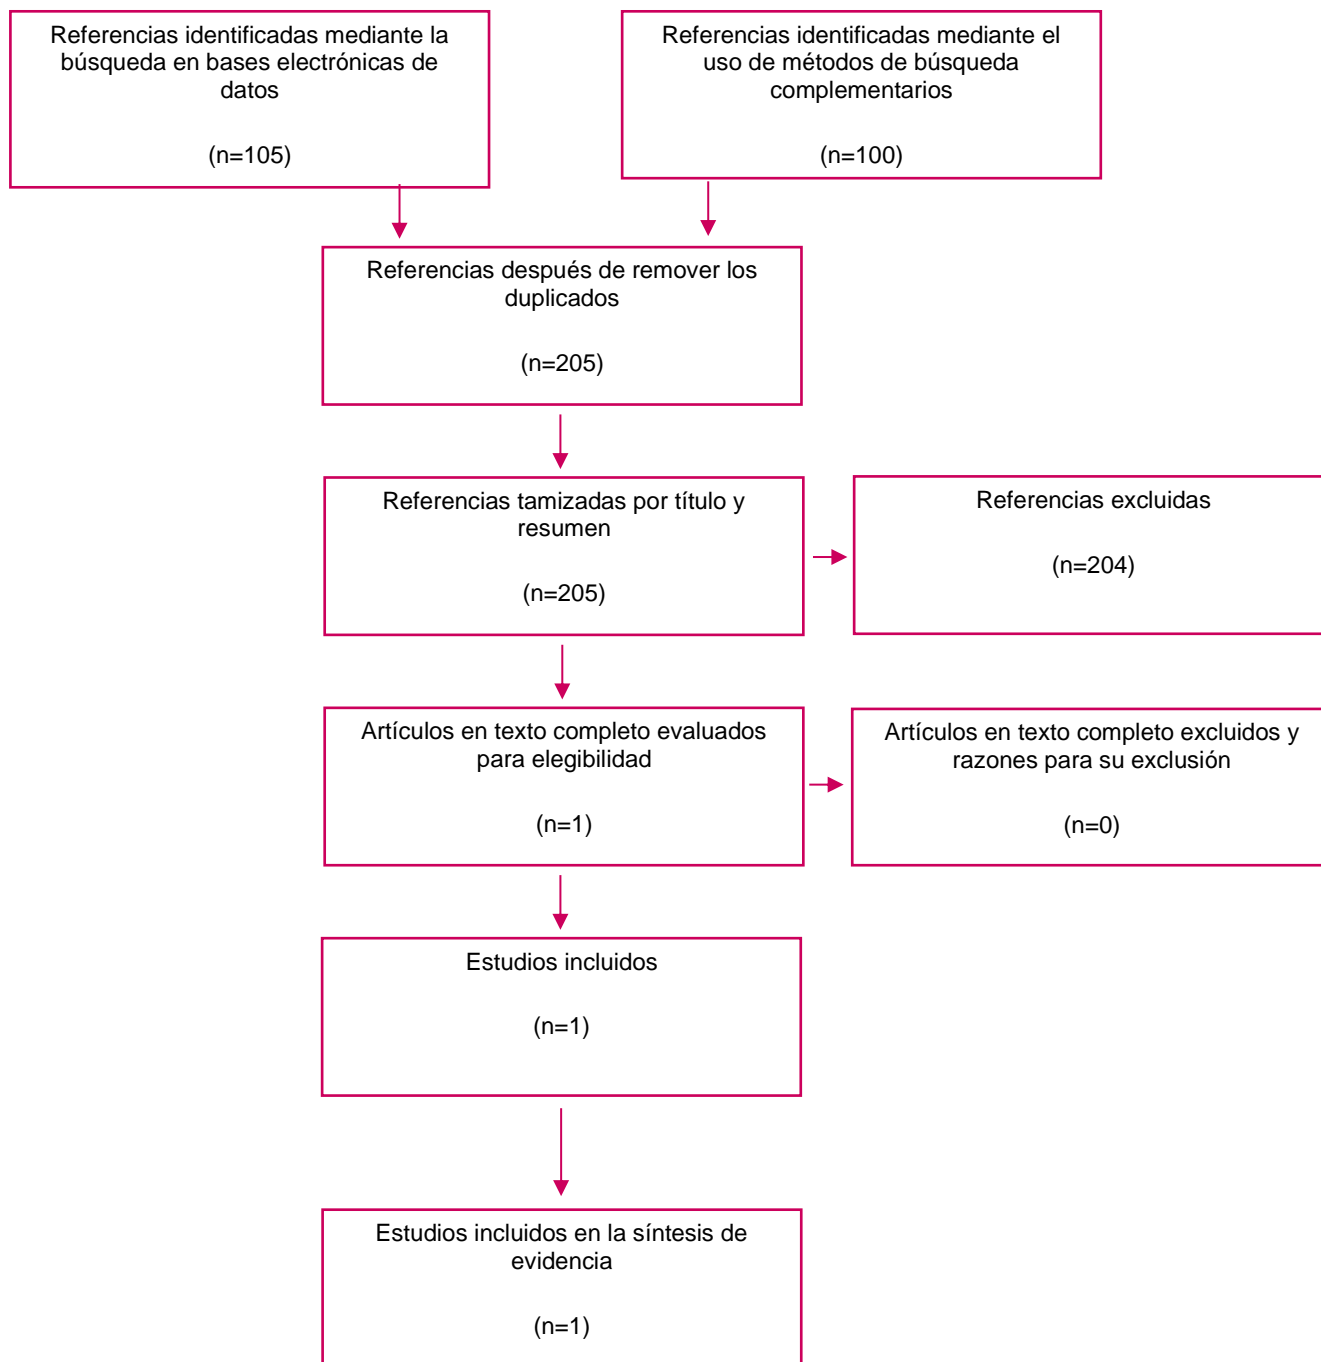 Referencias identificadas mediante la
búsqueda en bases electrónicas de
datos
(n=105)
Referencias identificadas mediante el
uso de métodos de búsqueda
complementarios
(n=100)
Referencias después de remover los
duplicados
(n=205)
Referencias tamizadas por título y
resumen
(n=205)
Referencias excluidas
(n=204)
Artículos en texto completo evaluados
para elegibilidad
(n=1)
Artículos en texto completo excluidos y
razones para su exclusión
(n=0)
Estudios incluidos
(n=1)
Estudios incluidos en la síntesis de
evidencia
(n=1)